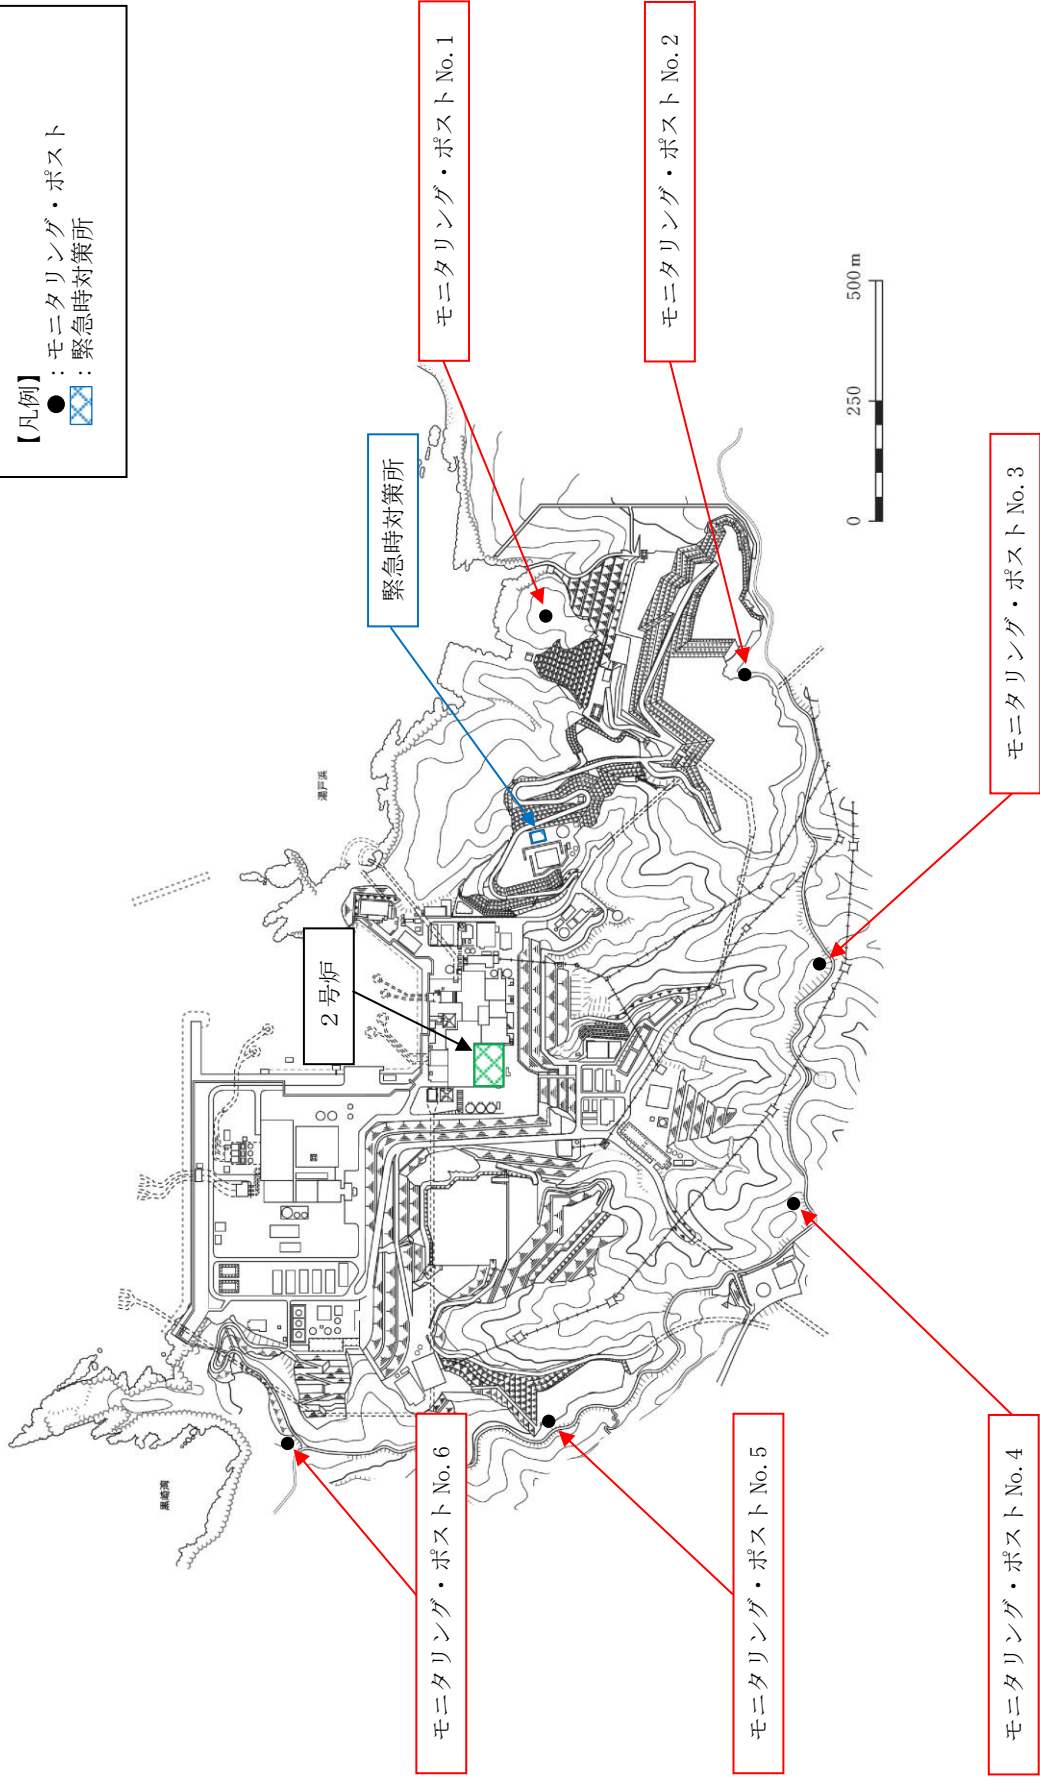 【凡例】
●：モニタリング・ポスト
：緊急時対策所
モニタリング・ポスト No.6
2号炉
緊急時対策所
モニタリング・ポスト No.1
モニタリング・ポスト No.5
モニタリング・ポスト No.2
0 250 500 m
モニタリング・ポスト No.4
モニタリング・ポスト No.3